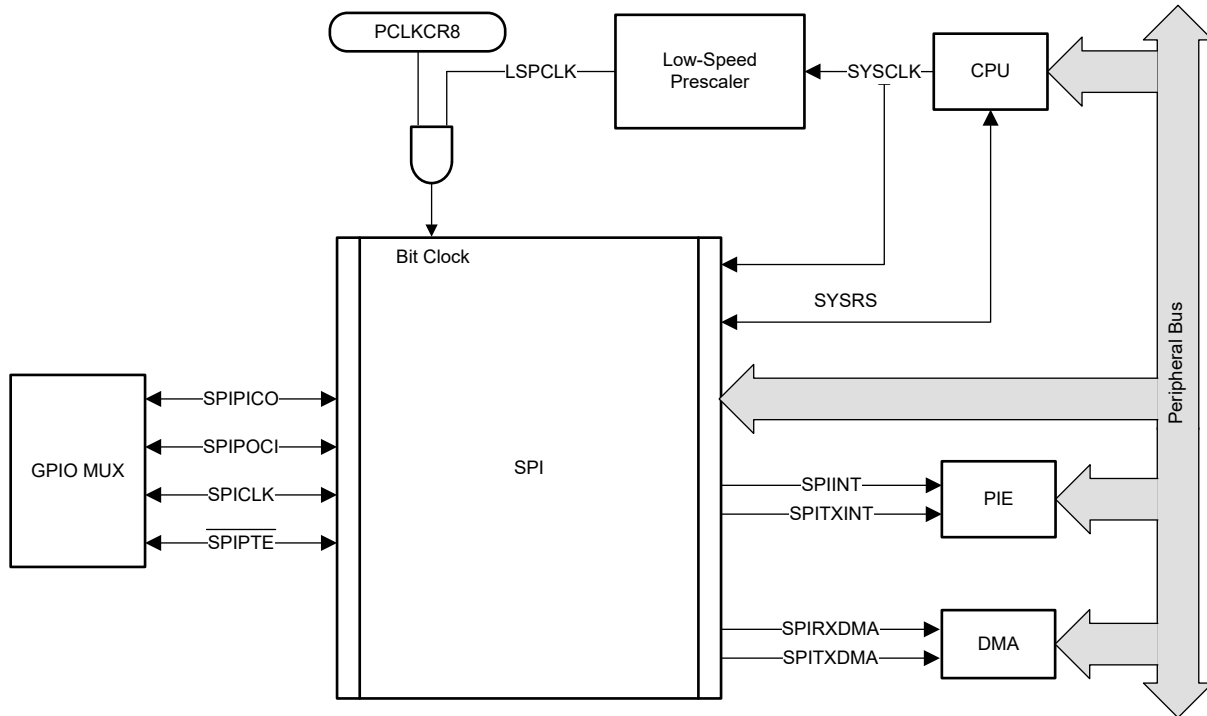 PCLKCR8
Low-Speed
Prescaler
LSPCLK
SYSCLK
CPU
Bit Clock
SYSRS
Peripheral Bus
GPIO MUX
SPIPICO
SPIPOCI
SPICLK
SPIPTE
SPI
SPIINT
SPITXINT
PIE
SPIRXDMA
SPITXDMA
DMA